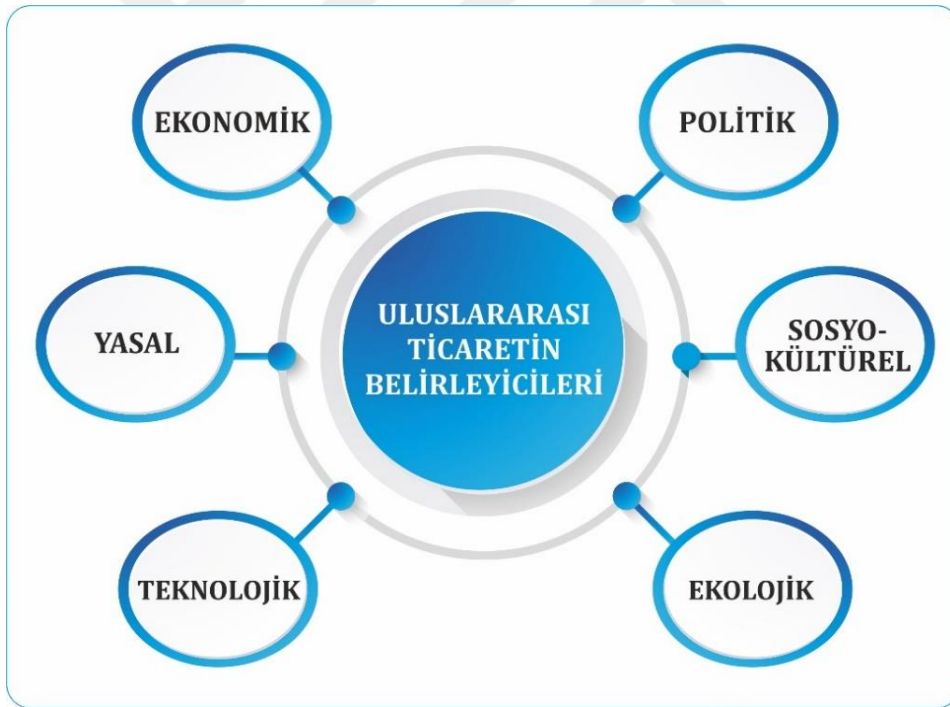 EKONOMİK
POLİTİK
ULUSLARARASI
TİCARETİN
BELİRLEYİCİLERİ
YASAL
SOSYO-
KÜLTÜREL
TEKNOLOJİK
EKOLOJİK